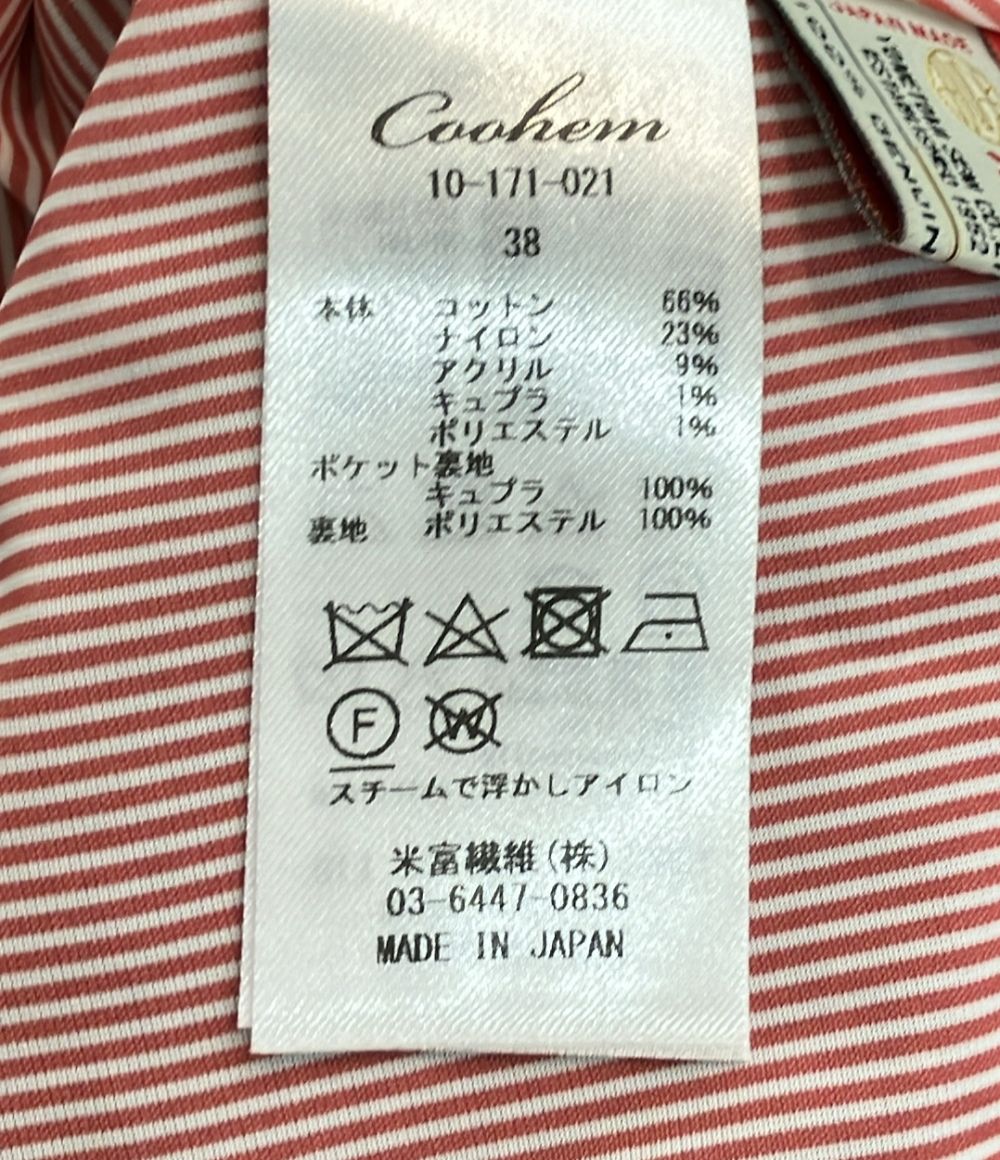 Coohem
10-171-021
38
本体 コットン 66%
ナイロン 23%
アクリル 9%
キュプラ 1%
ポリエステル 1%
ポケット裏地
キュプラ 100%
裏地 ポリエステル 100%
F
W
スチームで浮かしアイロン
米富繊維(株)
03-6447-0836
MADE IN JAPAN
100% GENUIN